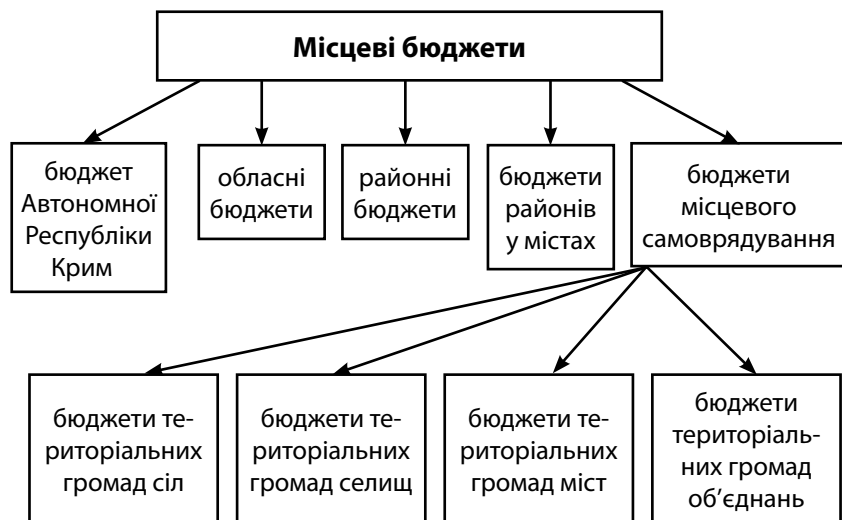 Місцеві бюджети
бюджет
Автономної
Республіки
Крим
обласні
бюджети
районні
бюджети
бюджети
районів
у містах
бюджети
місцевого
самоврядування
бюджети те-
риторіальних
громад сіл
бюджети те-
риторіальних
громад селищ
бюджети те-
риторіальних
громад міст
бюджети
територіаль-
них громад
об’єднань